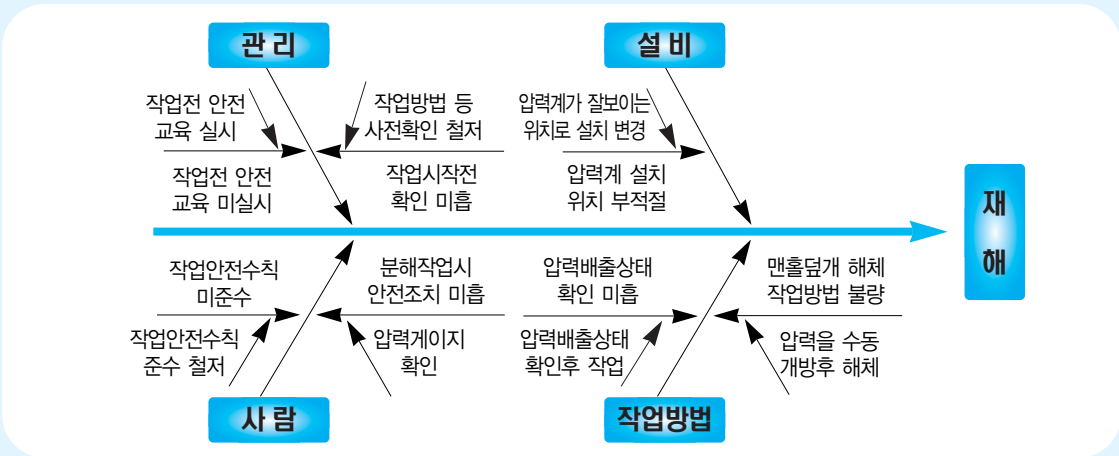 관 리
작업전 안전
교육 실시
작업방법 등
사전확인 철저
작업전 안전
교육 미실시
작업시작전
확인 미흡
설 비
압력계가 잘보이는
위치로 설치 변경
압력계 설치
위치 부적절
재
해
작업안전수칙
미준수
분해작업시
안전조치 미흡
작업안전수칙
준수 철저
압력게이지
확인
사 람
압력배출상태
확인 미흡
맨홀덮개 해체
작업방법 불량
압력배출상태
확인후 작업
압력을 수동
개방후 해체
작업방법